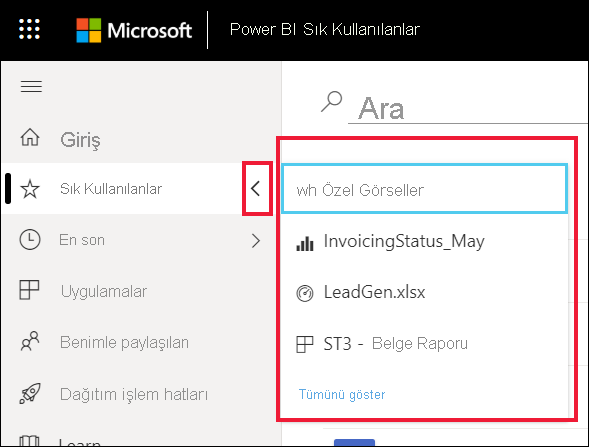 Microsoft
Power BI Sık Kullanılanlar
Ara
Giriş
Sık Kullanılanlar
wh Özel Görseller
En son
InvoicingStatus_May
Uygulamalar
LeadGen.xlsx
Benimle paylaşılan
ST3 - Belge Raporu
Dağıtım işlem hatları
Tümünü göster
Learn